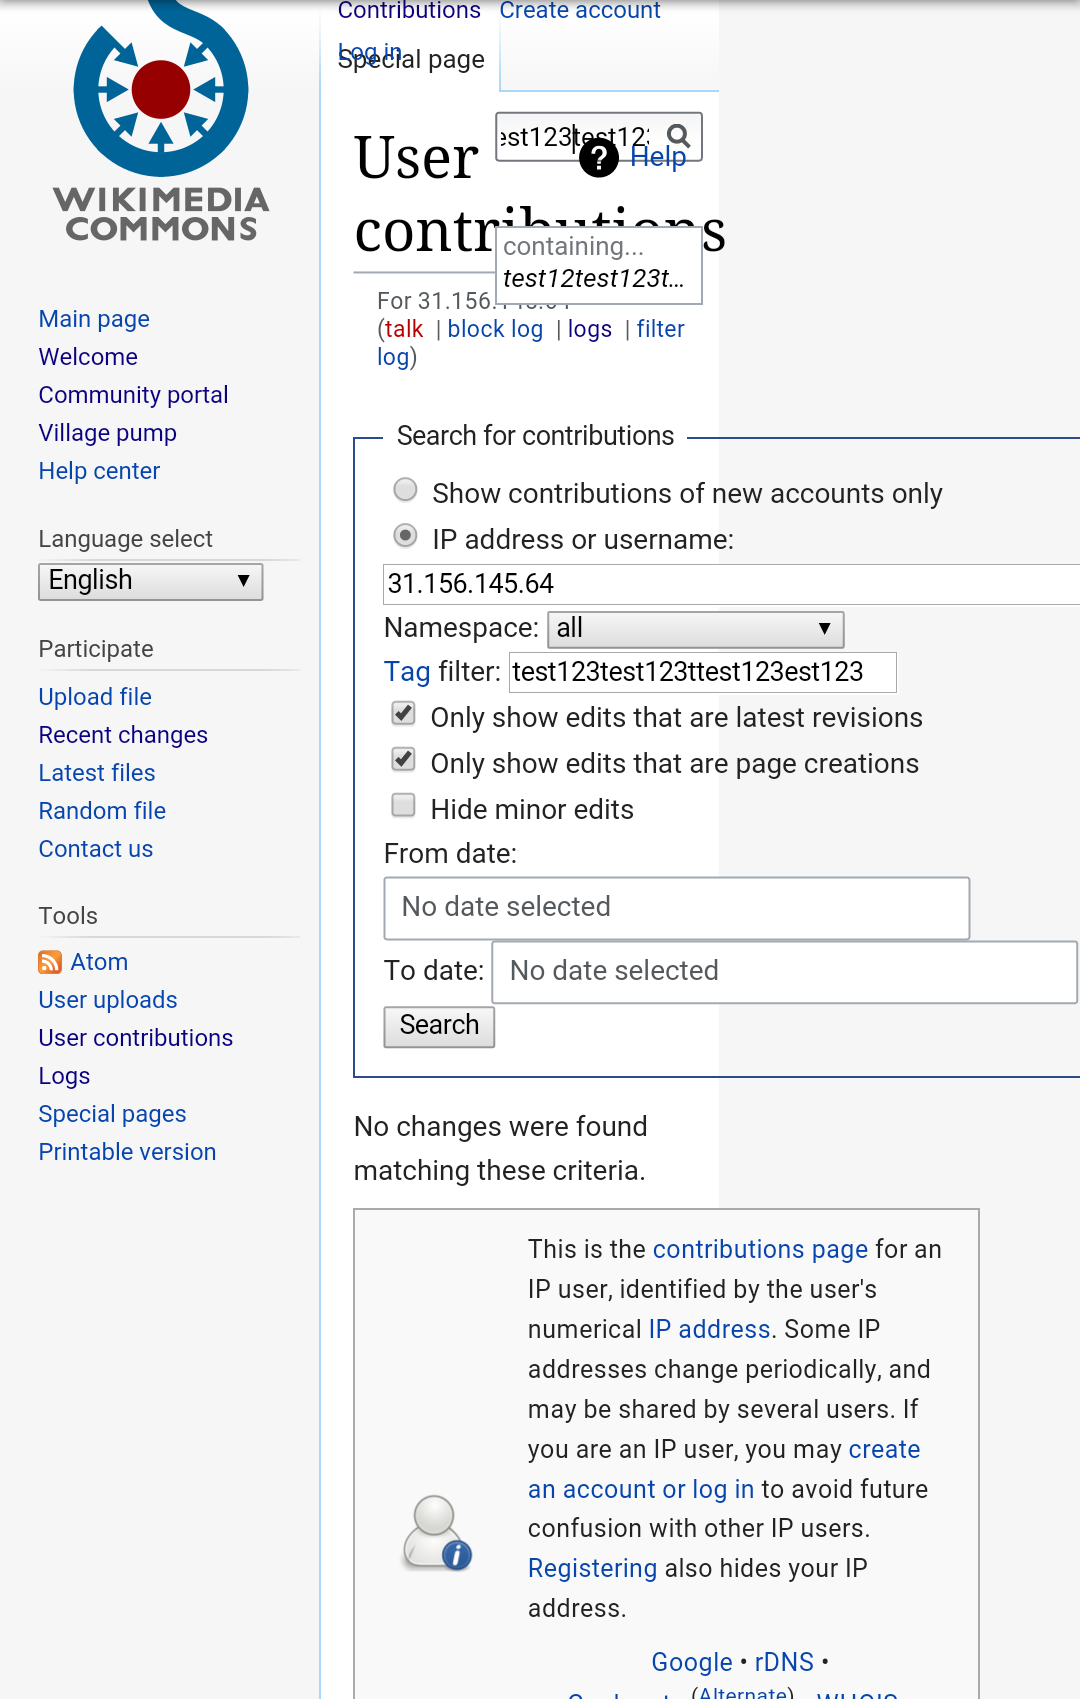 Contributions Create account
Log in
Special page
WIKIMEDIA
COMMONS
est123test12
User
Help
contributions
containing...
test12test123t...
For 31.156.145.64
(talk | block log | logs | filter
log)
Main page
Welcome
Community portal
Village pump
Help center
Language select
English
Participate
Upload file
Recent changes
Latest files
Random file
Contact us
Tools
Atom
User uploads
User contributions
Logs
Special pages
Printable version
Search for contributions
Show contributions of new accounts only
IP address or username:
31.156.145.64
Namespace: all
Tag filter: test123test123ttest123est123
Only show edits that are latest revisions
Only show edits that are page creations
Hide minor edits
From date:
No date selected
To date: No date selected
Search
No changes were found
matching these criteria.
This is the contributions page for an
IP user, identified by the user's
numerical IP address. Some IP
addresses change periodically, and
may be shared by several users. If
you are an IP user, you may create
an account or log in to avoid future
confusion with other IP users.
Registering also hides your IP
address.
Google • rDNS •
(Alternate) WHOIS